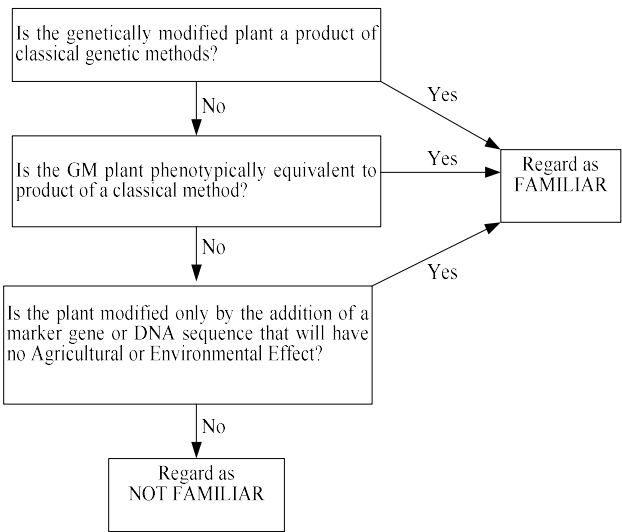 Is the genetically modified plant a product of
classical genetic methods?
No
Yes
Is the GM plant phenotypically equivalent to
product of a classical method?
Yes
Regard as
FAMILIAR
No
Yes
Is the plant modified only by the addition of a
marker gene or DNA sequence that will have
no Agricultural or Environmental Effect?
No
Regard as
NOT FAMILIAR